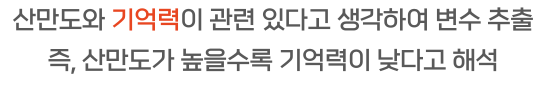 산만도와 기억력이 관련 있다고 생각하여 변수 추출
즉, 산만도가 높을수록 기억력이 낮다고 해석